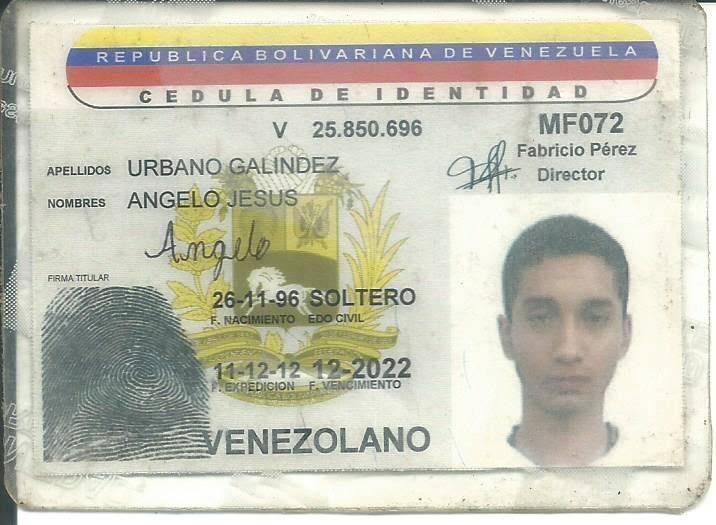 REPUBLICA BOLIVARIANA DE VENEZUELA
CEDULA DE IDENTIDAD
V 25.850.696
MF072
Fabricio Pérez
Director
APELLIDOS URBANO GALINDEZ
NOMBRES ANGELO JESUS
Angelo
FIRMA TITULAR
26-11-96 SOLTERO
F. NACIMIENTO EDO CIVIL
11-12-12 12-2022
F. EXPEDICION F. VENCIMIENTO
VENEZOLANO